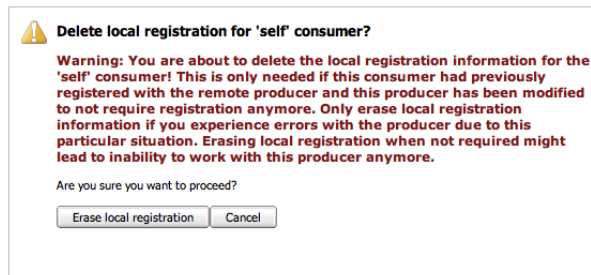 Delete local registration for 'self' consumer?
Warning: You are about to delete the local registration information for the
'self' consumer! This is only needed if this consumer had previously
registered with the remote producer and this producer has been modified
to not require registration anymore. Only erase local registration
information if you experience errors with the producer due to this
particular situation. Erasing local registration when not required might
lead to inability to work with this producer anymore.
Are you sure you want to proceed?
Erase local registration Cancel